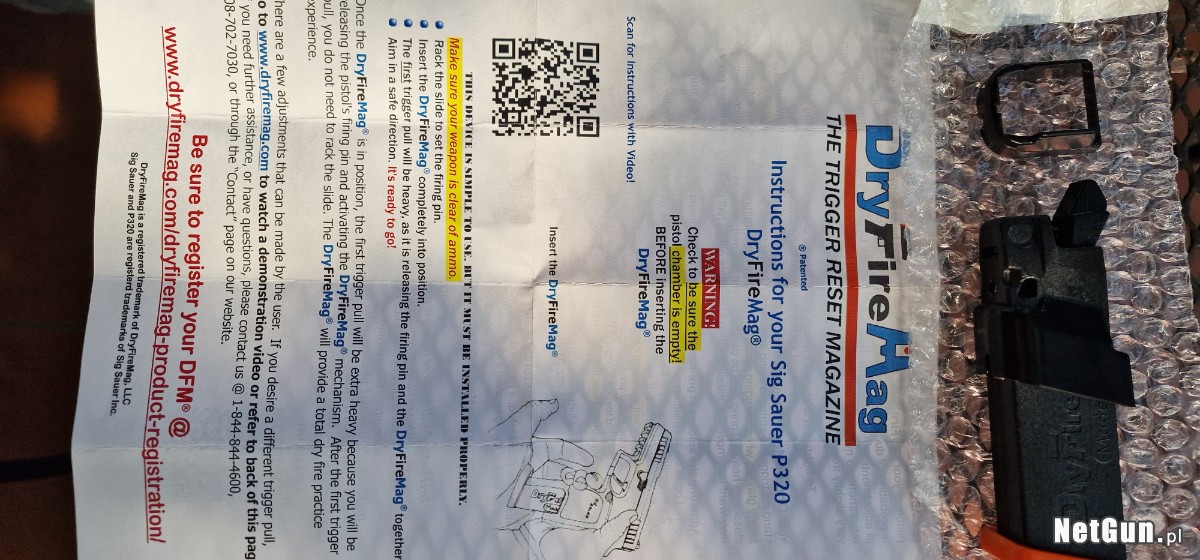 DryFireMag
THE TRIGGER RESET MAGAZINE
Instructions for your Sig Sauer P320
® Patented
DryFireMag®
WARNING!
Check to be sure the
pistol chamber is empty!
BEFORE inserting the
DryFireMag®
Scan for Instructions with Video!
Insert the DryFireMag®
THIS DEVICE IS SIMPLE TO USE, BUT IT MUST BE INSTALLED PROPERLY.
Make sure your weapon is clear of ammo.
Rack the slide to set the firing pin.
Insert the DryFireMag® completely into position.
The first trigger pull will be heavy, as it is releasing the firing pin and the DryFireMag® together
Aim in a safe direction. It's ready to go!
Once the DryFireMag® is in position, the first trigger pull will be extra heavy because you will be
releasing the pistol's firing pin and activating the DryFireMag® mechanism. After the first trigger
pull, you do not need to rack the slide. The DryFireMag® will provide a total dry fire practice
experience.
here are a few adjustments that can be made by the user. If you desire a different trigger pull,
o to www.dryfiremag.com to watch a demonstration video or refer to back of this pag
f you need further assistance, or have questions, please contact us @ 1-844-844-4600,
08-702-7030, or through the "Contact" page on our website.
Be sure to register your DFM® @
www.dryfiremag.com/dryfiremag-product-registration/
DryFireMag is a registered trademark of DryFireMag, LLC
Sig Sauer and P320 are registerd trademarks of Sig Sauer Inc.
NetGun.pl